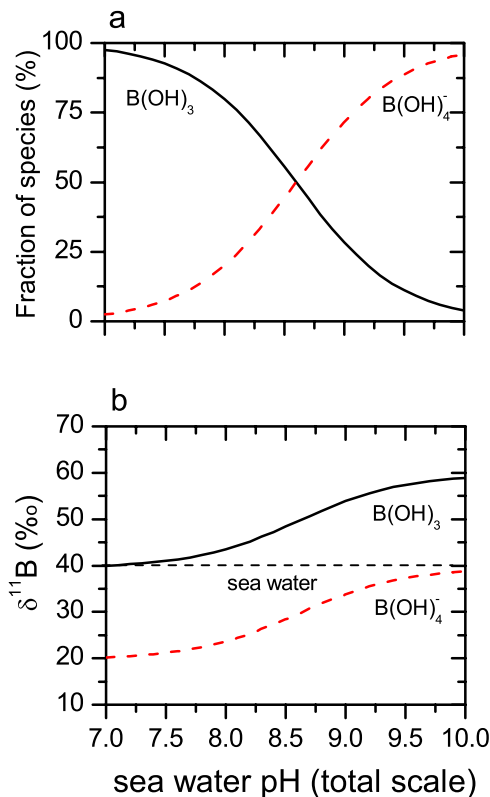 a
100
75
50
25
0
Fraction of species (%)
B(OH)₃
B(OH)₄⁻
b
70
60
50
40
30
20
10
δ¹¹B (‰)
B(OH)₃
sea water
B(OH)₄⁻
7.0 7.5 8.0 8.5 9.0 9.5 10.0
sea water pH (total scale)